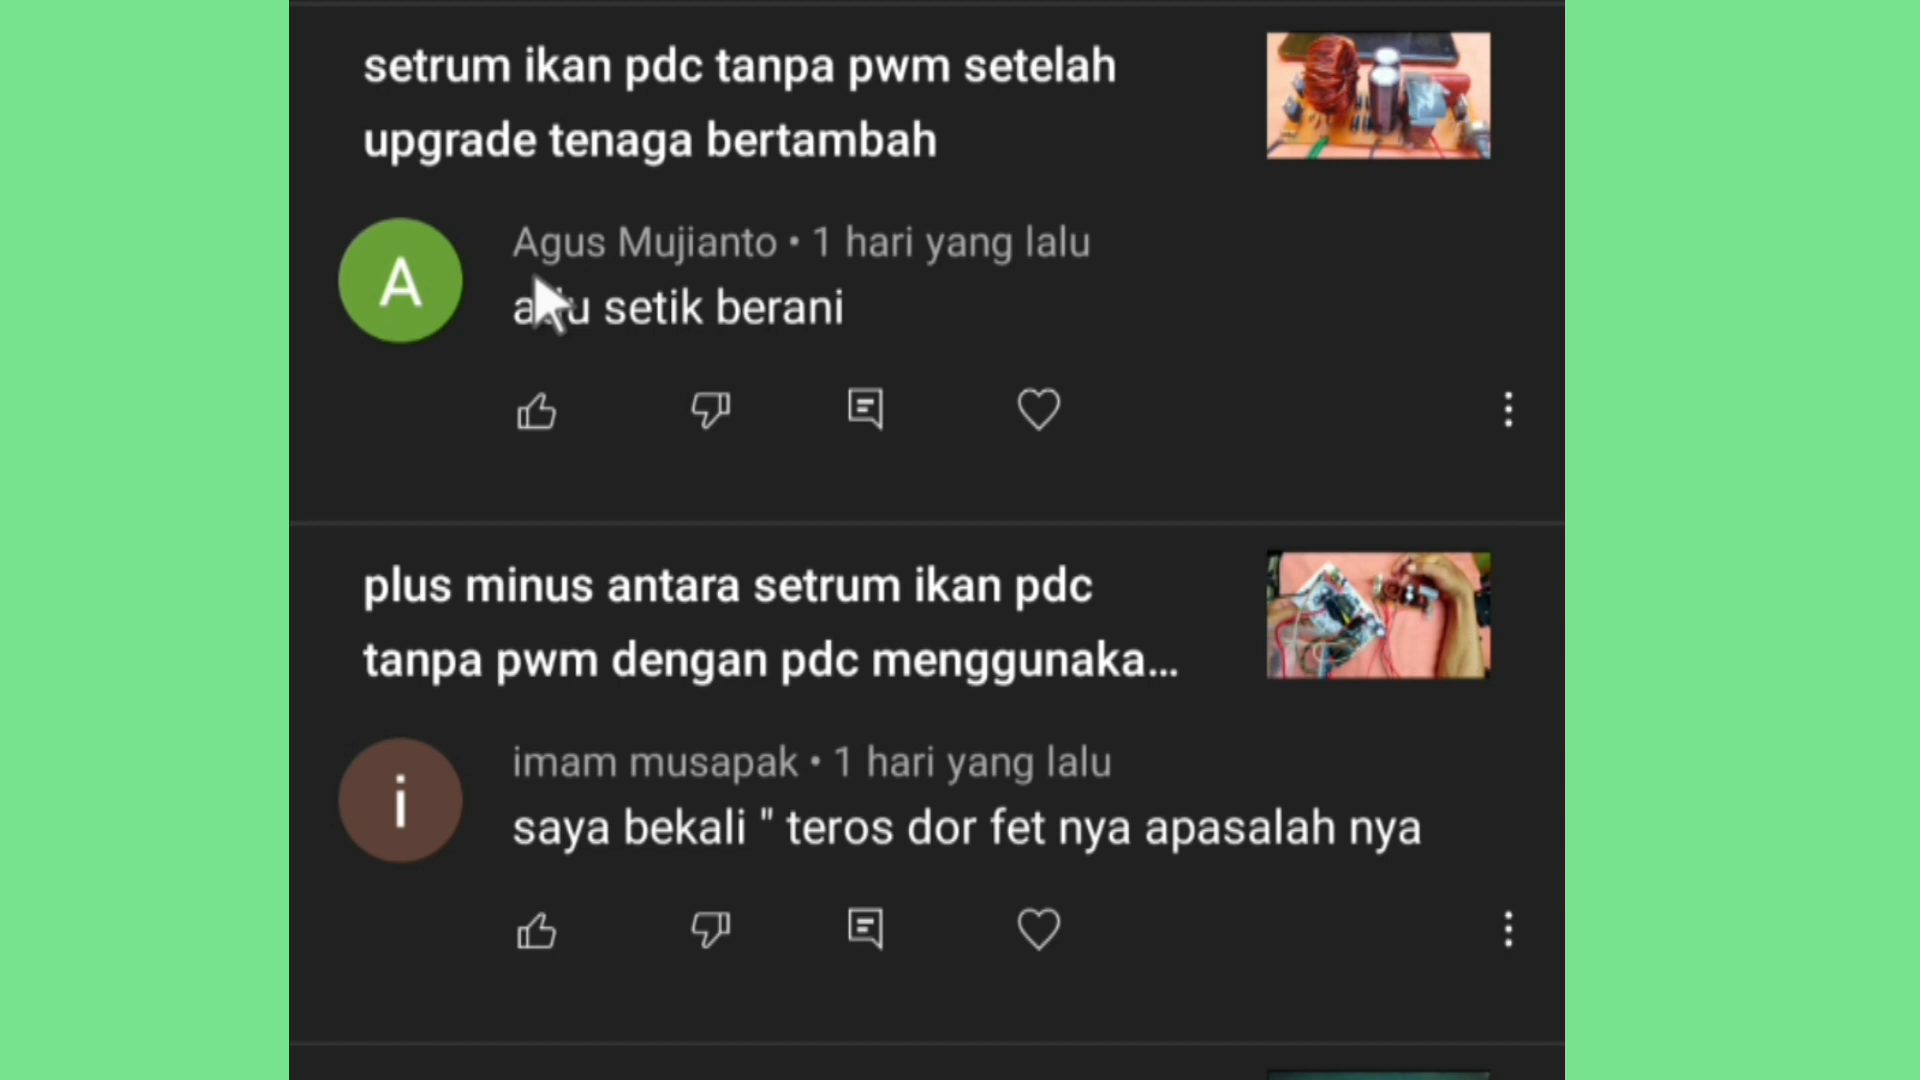 setrum ikan pdc tanpa pwm setelah
upgrade tenaga bertambah
A
Agus Mujianto • 1 hari yang lalu
setik berani
plus minus antara setrum ikan pdc
tanpa pwm dengan pdc menggunaka...
i
imam musapak • 1 hari yang lalu
saya bekali " teros dor fet nya apasalah nya